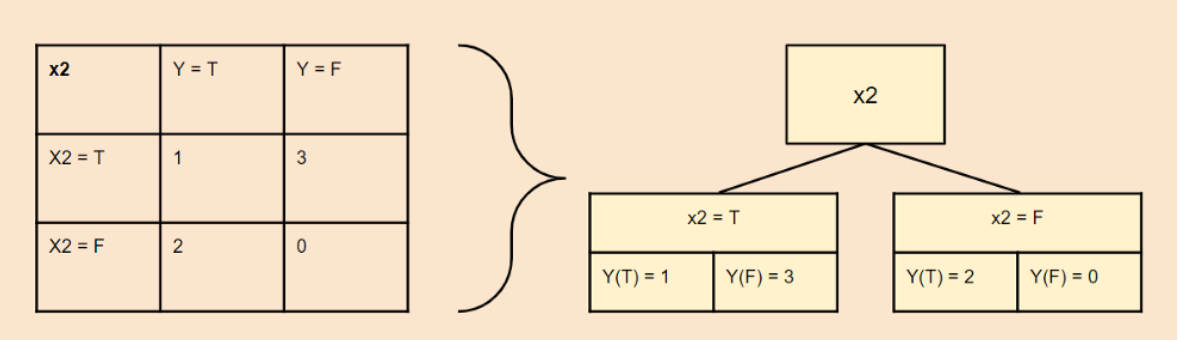 x2 Y = T Y = F
X2 = T 1 3
X2 = F 2 0
x2
x2 = T
Y(T) = 1 Y(F) = 3
x2 = F
Y(T) = 2 Y(F) = 0